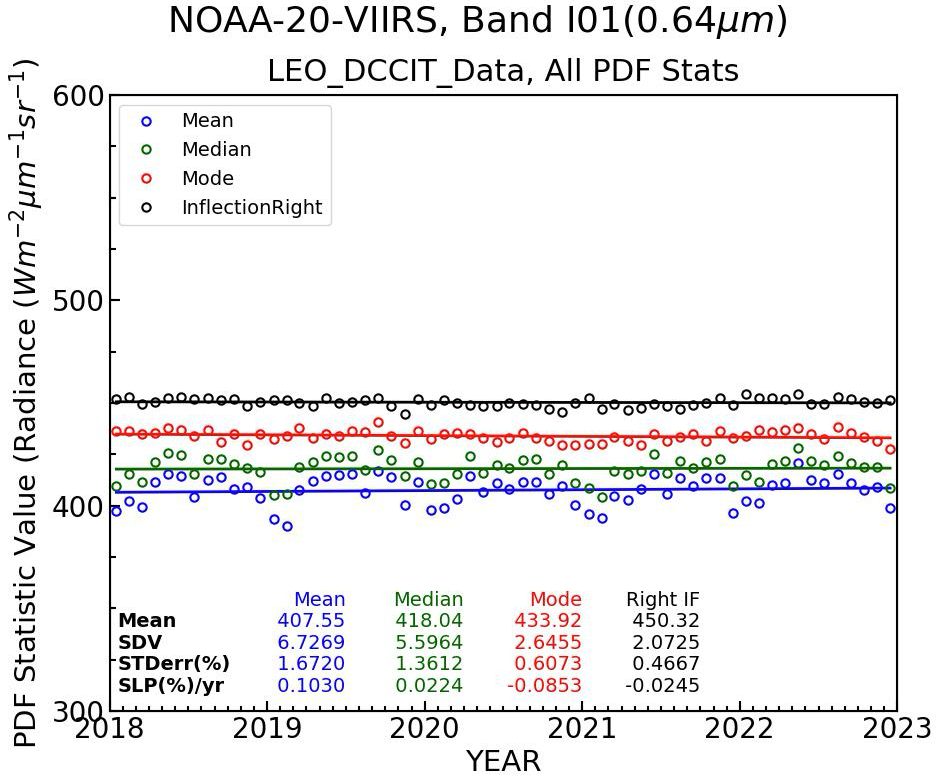 NOAA-20-VIIRS, Band I01(0.64μm)
LEO_DCCIT_Data, All PDF Stats
PDF Statistic Value (Radiance (Wm⁻²μm⁻¹sr⁻¹)
600
500
400
300
Mean
Median
Mode
InflectionRight
Mean Median Mode Right IF
Mean 407.55 418.04 433.92 450.32
SDV 6.7269 5.5964 2.6455 2.0725
STDerr(%) 1.6720 1.3612 0.6073 0.4667
SLP(%)/yr 0.1030 0.0224 -0.0853 -0.0245
2018 2019 2020 2021 2022 2023
YEAR